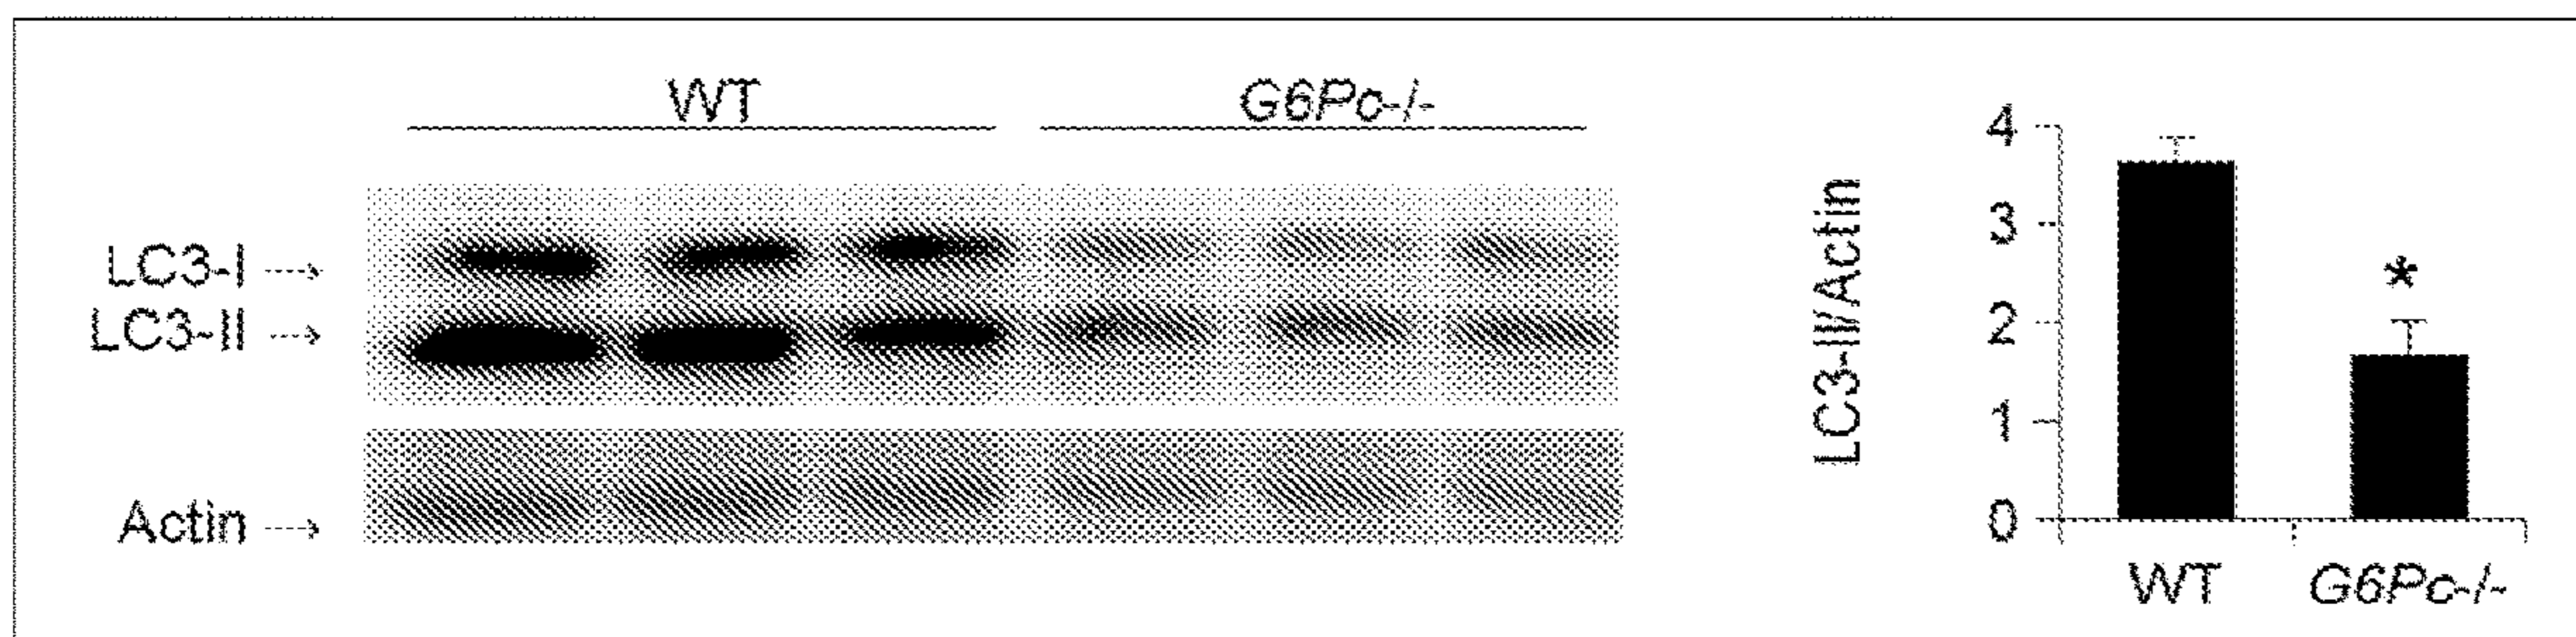 WT
G6Pc-/-
LC3-I
LC3-II
Actin
LC3-II/Actin
4
3
2
1
0
*
WT
G6Pc-/-